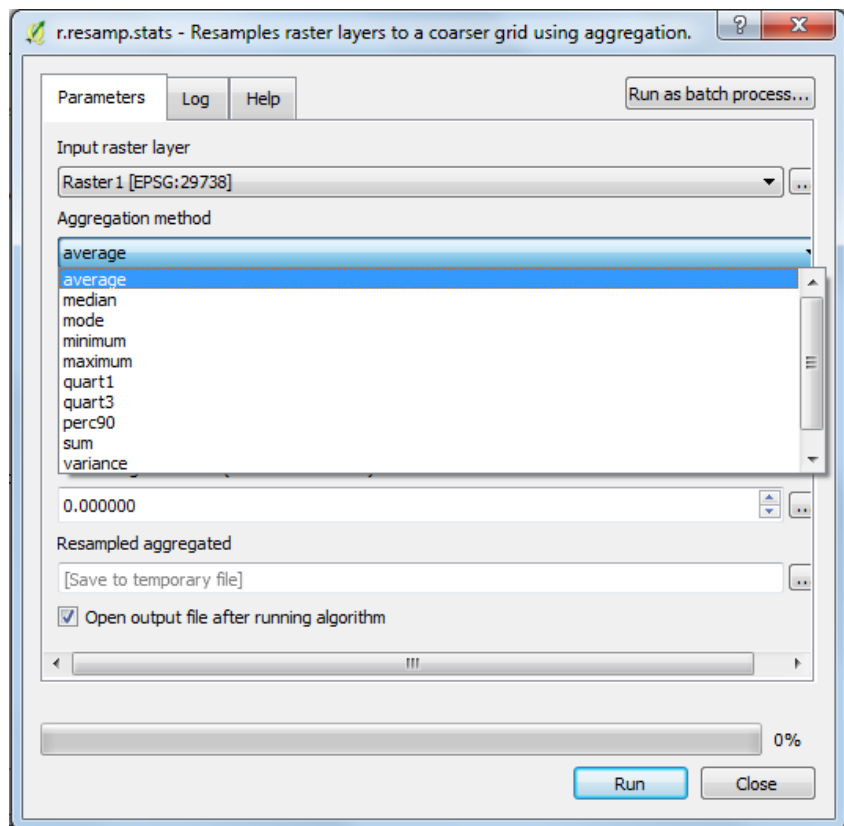 r.resamp.stats - Resamples raster layers to a coarser grid using aggregation.
Parameters Log Help Run as batch process...
Input raster layer
Raster1 [EPSG:29738]
Aggregation method
average
average
median
mode
minimum
maximum
quart1
quart3
perc90
sum
variance
0.000000
Resampled aggregated
[Save to temporary file]
Open output file after running algorithm
0%
Run Close